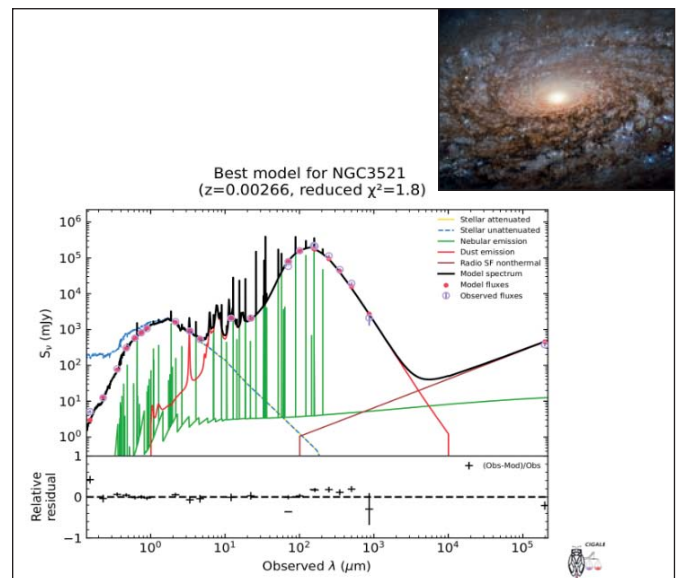 Best model for NGC3521
(z=0.00266, reduced χ²=1.8)
10⁶
10⁵
10⁴
10³
10²
10¹
10⁰
S_ν (mJy)
Stellar attenuated
Stellar unattenuated
Nebular emission
Dust emission
Radio SF nonthermal
Model spectrum
Model fluxes
Observed fluxes
1
0
−1
Relative
residual
(Obs-Mod)/Obs
10⁰ 10¹ 10² 10³ 10⁴ 10⁵
Observed λ (μm)
CIGALE